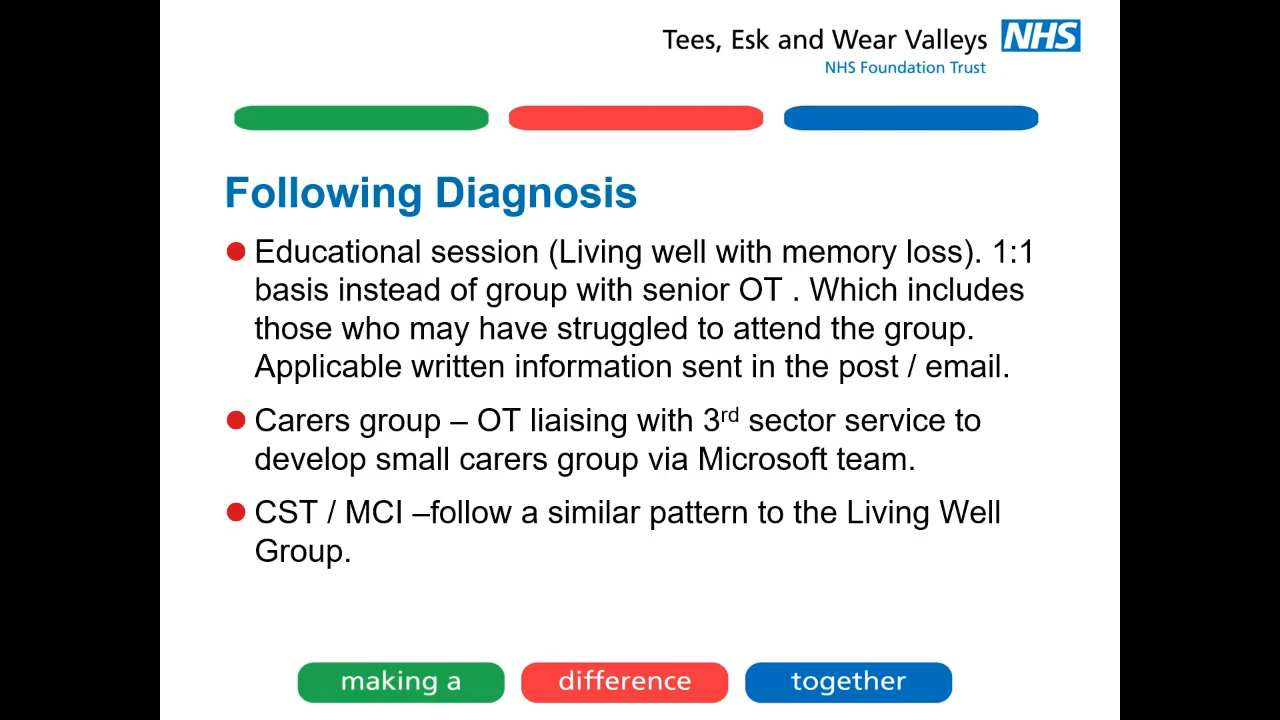 Tees, Esk and Wear Valleys NHS
NHS Foundation Trust
Following Diagnosis
Educational session (Living well with memory loss). 1:1
basis instead of group with senior OT . Which includes
those who may have struggled to attend the group.
Applicable written information sent in the post / email.
Carers group – OT liaising with 3rd sector service to
develop small carers group via Microsoft team.
CST / MCI –follow a similar pattern to the Living Well
Group.
making a difference together